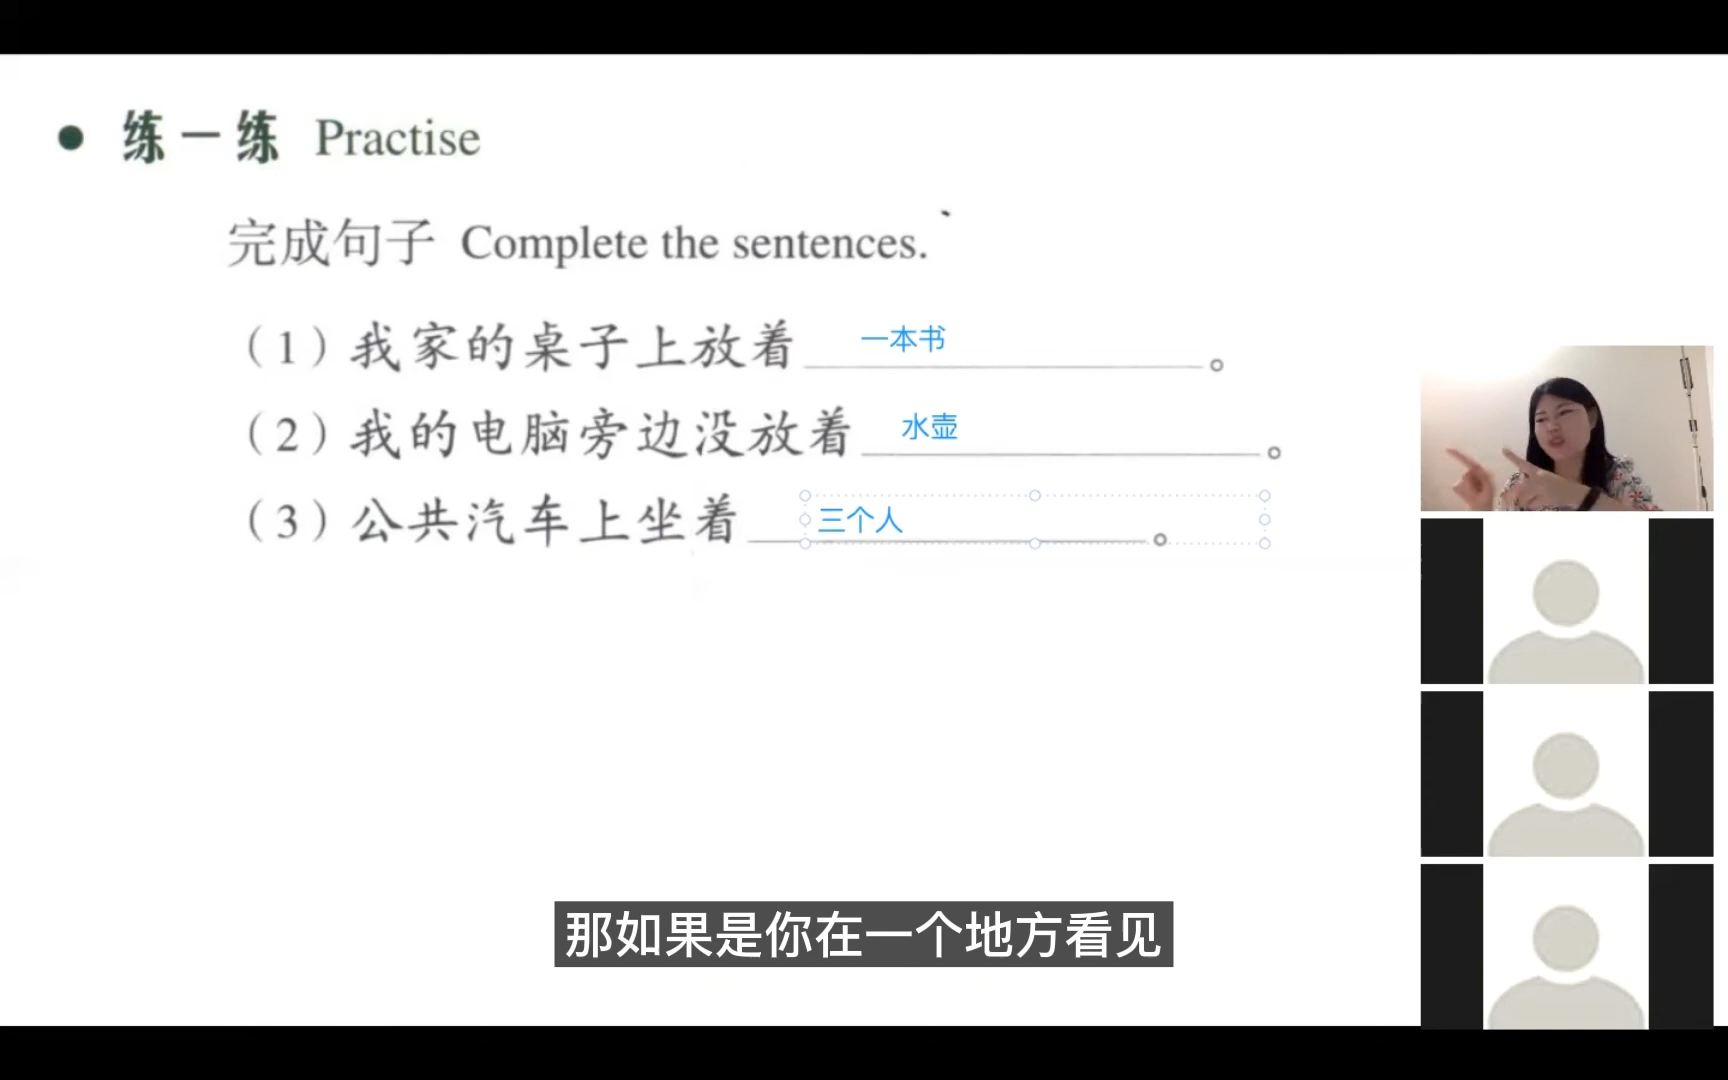 ● 练一练 Practise
完成句子 Complete the sentences.
（1）我家的桌子上放着 一本书 。
（2）我的电脑旁边没放着 水壶 。
（3）公共汽车上坐着 三个人 。
那如果是你在一个地方看见